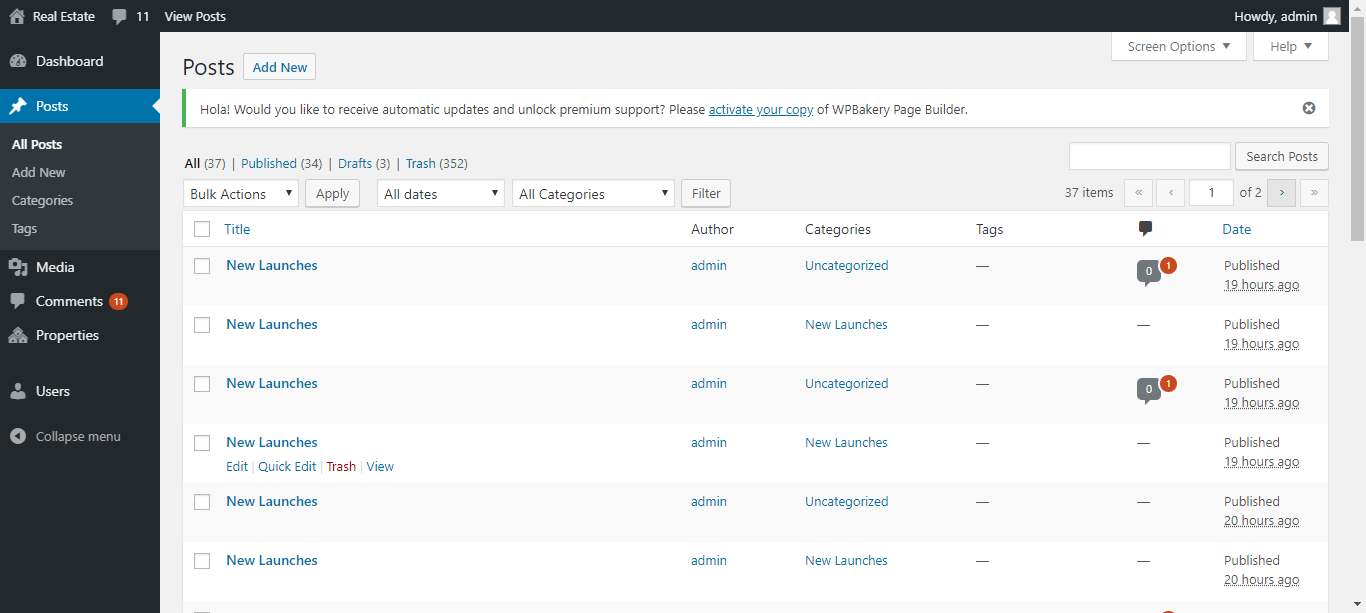 Real Estate 11 View Posts Howdy, admin
Dashboard
Posts
All Posts
Add New
Categories
Tags
Media
Comments 11
Properties
Users
Collapse menu
Screen Options ▼ Help ▼
Posts Add New
Hola! Would you like to receive automatic updates and unlock premium support? Please activate your copy of WPBakery Page Builder.
All (37) | Published (34) | Drafts (3) | Trash (352)
Search Posts
Bulk Actions ▼ Apply All dates ▼ All Categories ▼ Filter 37 items « ‹ 1 of 2 › »
Title Author Categories Tags Date
New Launches admin Uncategorized — 0 1 Published
19 hours ago
New Launches admin New Launches — — Published
19 hours ago
New Launches admin Uncategorized — 0 1 Published
19 hours ago
New Launches admin New Launches — — Published
Edit | Quick Edit | Trash | View 19 hours ago
New Launches admin Uncategorized — — Published
20 hours ago
New Launches admin New Launches — — Published
20 hours ago